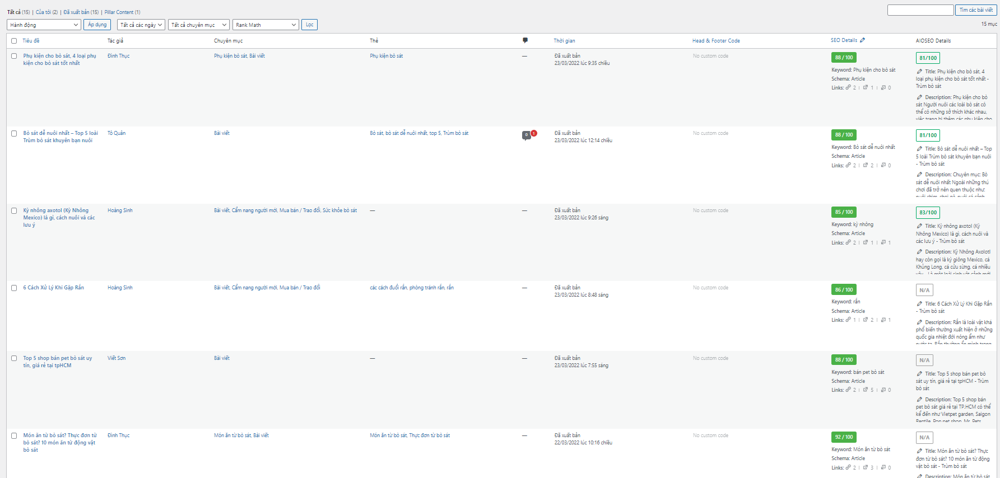 Tất cả (15) | Của tôi (2) | Đã xuất bản (15) | Pillar Content (1)
Tìm các bài viết
Hành động Áp dụng Tất cả các ngày Tất cả chuyên mục Rank Math Lọc
15 mục
Tiêu đề Tác giả Chuyên mục Thẻ Thời gian Head & Footer Code SEO Details AIOSEO Details
Phụ kiện cho bò sát, 4 loại phụ
kiện cho bò sát tốt nhất
Đình Thục
Phụ kiện bò sát, Bài viết
Phụ kiện bò sát
—
Đã xuất bản
23/03/2022 lúc 9:35 chiều
No custom code
88 / 100
Keyword: Phụ kiện cho bò sát
Schema: Article
Links: 2 | 1 | 0
81/100
Title: Phụ kiện cho bò sát, 4
loại phụ kiện cho bò sát tốt nhất -
Trùm bò sát
Description: Phụ kiện cho bò
sát Người nuôi các loài bò sát có
thể có những sở thích khác nhau,
việc trang bị thêm các phụ kiện cho
Bò sát dễ nuôi nhất – Top 5 loài
Trùm bò sát khuyên bạn nuôi
Tô Quân
Bài viết
Bò sát, bò sát dễ nuôi nhất, top 5, Trùm bò sát
0 1
Đã xuất bản
23/03/2022 lúc 12:14 chiều
No custom code
88 / 100
Keyword: Bò sát dễ nuôi nhất
Schema: Article
Links: 2 | 2 | 0
81/100
Title: Bò sát dễ nuôi nhất – Top
5 loài Trùm bò sát khuyên bạn nuôi
- Trùm bò sát
Description: Chuyên mục: Bò
sát dễ nuôi nhất Ngoài những thú
chơi đã trở nên quen thuộc như:
nuôi chim, chơi gà, nuôi cá cảnh
Kỳ nhông axotol (Kỳ Nhông
Mexico) là gì, cách nuôi và các
lưu ý
Hoàng Sinh
Bài viết, Cẩm nang người mới, Mua bán / Trao đổi, Sức khỏe bò sát
—
—
Đã xuất bản
23/03/2022 lúc 9:26 sáng
No custom code
85 / 100
Keyword: kỳ nhông
Schema: Article
Links: 2 | 1 | 1
83/100
Title: Kỳ nhông axotol (Kỳ
Nhông Mexico) là gì, cách nuôi và
các lưu ý - Trùm bò sát
Description: Kỳ Nhông Axolotl
hay còn gọi là kỳ giông Mexico, cá
Khủng Long, cá cửu sừng, cá nhiều
Là một loài sinh vật cảnh mới
6 Cách Xử Lý Khi Gặp Rắn
Hoàng Sinh
Bài viết, Cẩm nang người mới, Mua bán / Trao đổi
các cách đuổi rắn, phòng tránh rắn, rắn
—
Đã xuất bản
23/03/2022 lúc 8:48 sáng
No custom code
86 / 100
Keyword: rắn
Schema: Article
Links: 1 | 2 | 1
N/A
Title: 6 Cách Xử Lý Khi Gặp Rắn
- Trùm bò sát
Description: Rắn là loài vật khá
phổ biến thường xuất hiện ở những
quốc gia nhiệt đới nóng ẩm như
nước ta. Rắn thường ẩn mình trong
Top 5 shop bán pet bò sát uy
tín, giá rẻ tại tpHCM
Viết Sơn
Bài viết
—
—
Đã xuất bản
23/03/2022 lúc 7:55 sáng
No custom code
88 / 100
Keyword: bán pet bò sát
Schema: Article
Links: 2 | 5 | 0
N/A
Title: Top 5 shop bán pet bò
sát uy tín, giá rẻ tại tpHCM - Trùm
bò sát
Description: Top 5 shop bán
pet bò sát giá rẻ tại TP.HCM có thể
kể đến như Vietpet garden, Saigon
Reptile, Pop pet shop, Mr. Pets
Món ăn từ bò sát? Thực đơn từ
bò sát? 10 món ăn từ động vật
bò sát
Đình Thục
Món ăn từ bò sát, Bài viết
Món ăn từ bò sát, Thực đơn từ bò sát
—
Đã xuất bản
22/03/2022 lúc 10:16 chiều
No custom code
92 / 100
Keyword: Món ăn từ bò sát
Schema: Article
Links: 2 | 3 | 0
N/A
Title: Món ăn từ bò sát? Thực
đơn từ bò sát? 10 món ăn từ động
vật bò sát - Trùm bò sát
Description: Món ăn từ bò sát